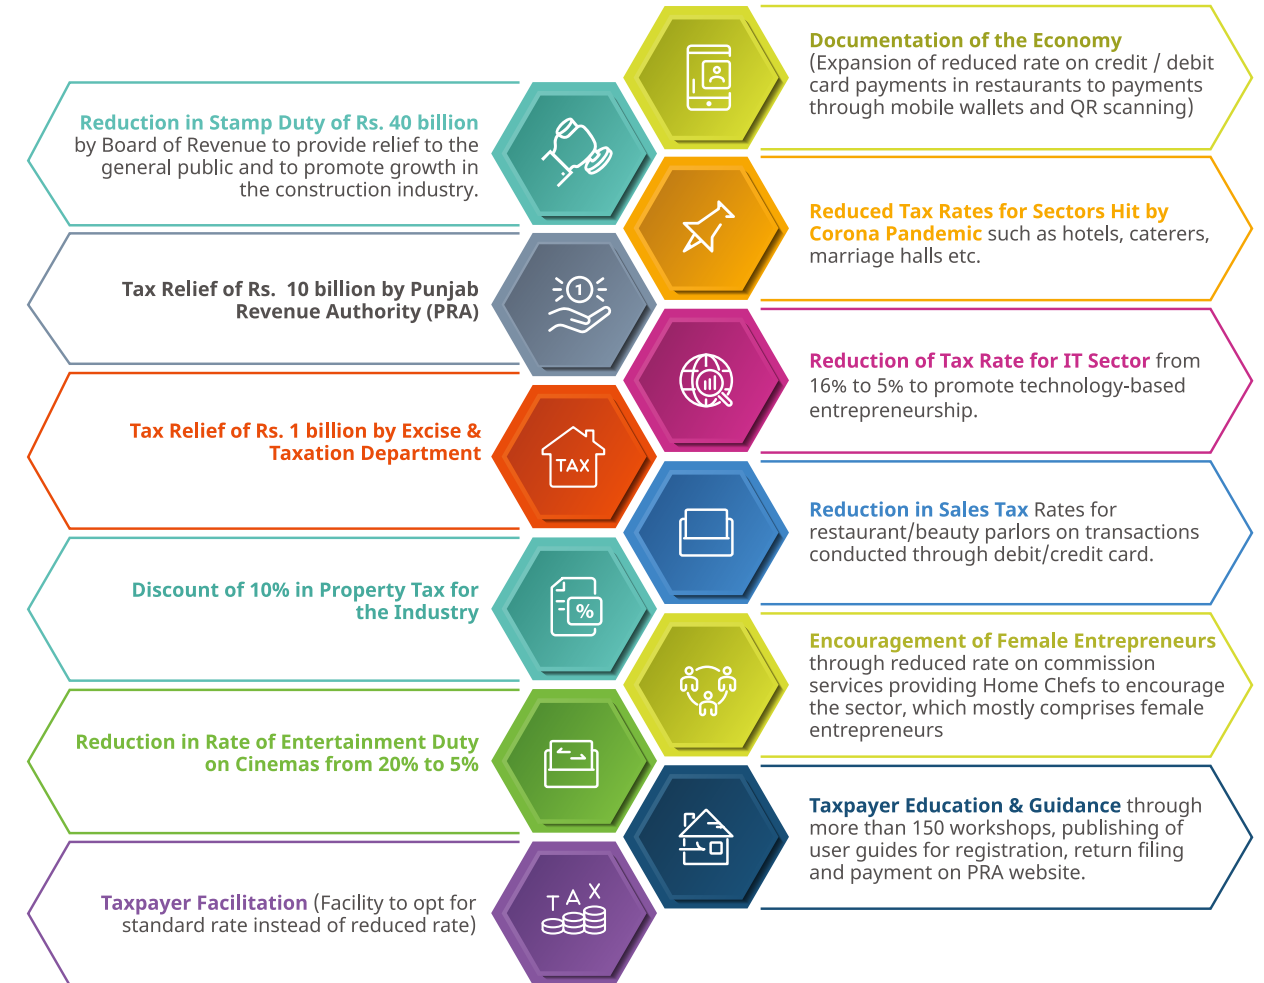 Documentation of the Economy
(Expansion of reduced rate on credit / debit
card payments in restaurants to payments
through mobile wallets and QR scanning)
Reduction in Stamp Duty of Rs. 40 billion
by Board of Revenue to provide relief to the
general public and to promote growth in
the construction industry.
Reduced Tax Rates for Sectors Hit by
Corona Pandemic such as hotels, caterers,
marriage halls etc.
Tax Relief of Rs.  10 billion by Punjab
Revenue Authority (PRA)
1
Reduction of Tax Rate for IT Sector from
16% to 5% to promote technology-based
entrepreneurship.
Tax Relief of Rs. 1 billion by Excise &
Taxation Department
TAX
Reduction in Sales Tax Rates for
restaurant/beauty parlors on transactions
conducted through debit/credit card.
Discount of 10% in Property Tax for
the Industry
%
Encouragement of Female Entrepreneurs
through reduced rate on commission
services providing Home Chefs to encourage
the sector, which mostly comprises female
entrepreneurs
Reduction in Rate of Entertainment Duty
on Cinemas from 20% to 5%
Taxpayer Education & Guidance through
more than 150 workshops, publishing of
user guides for registration, return filing
and payment on PRA website.
Taxpayer Facilitation (Facility to opt for
standard rate instead of reduced rate)
TAX